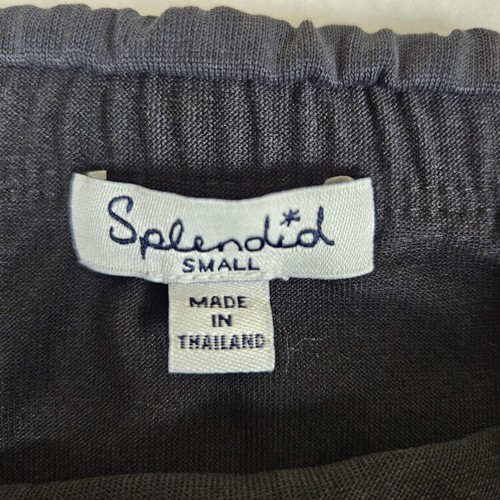 Splendid
SMALL
MADE
IN
THAILAND